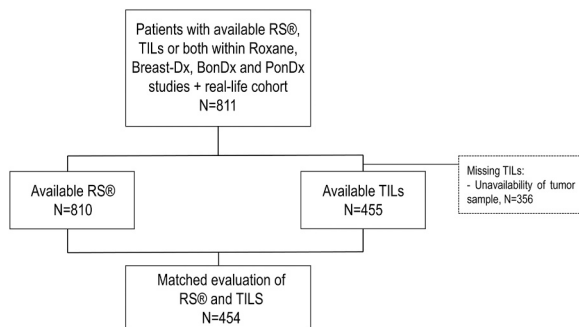 Patients with available RS®,
TILs or both within Roxane,
Breast-Dx, BonDx and PonDx
studies + real-life cohort
N=811
Available RS®
N=810
Available TILs
N=455
Missing TILs:
- Unavailability of tumor
sample, N=356
Matched evaluation of
RS® and TILS
N=454